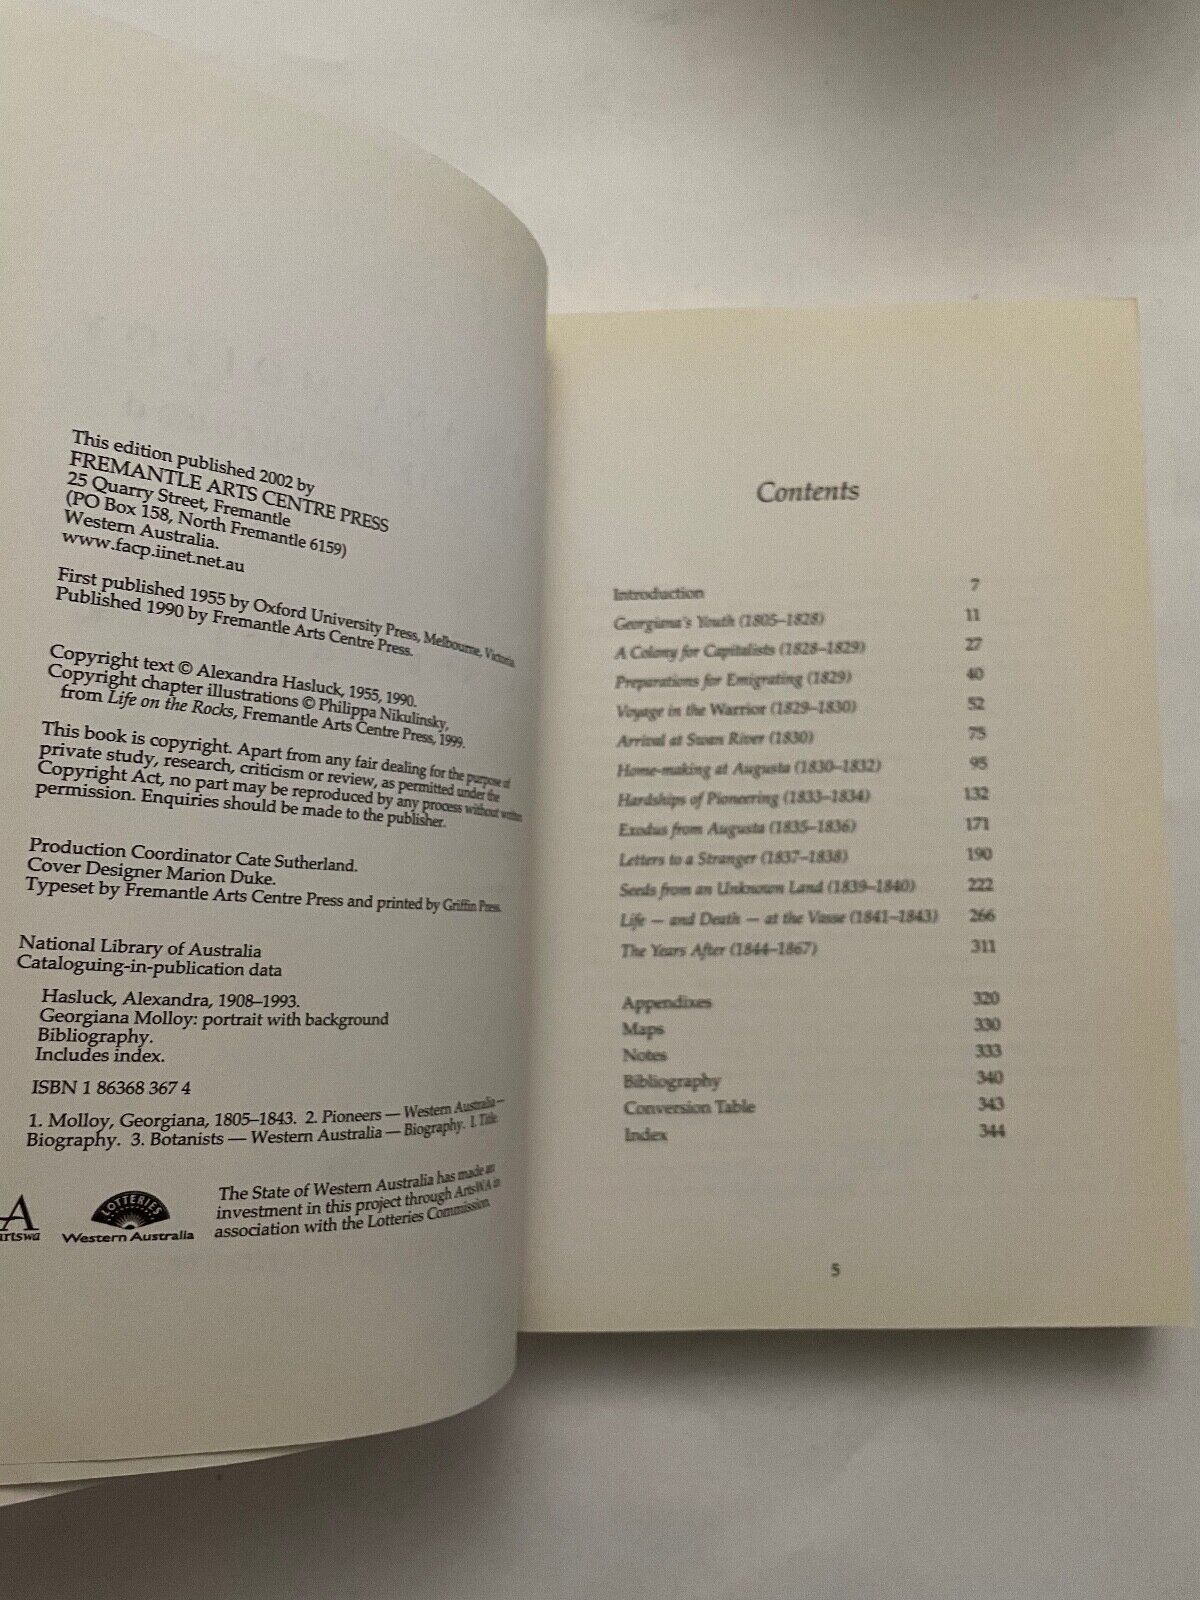 This edition published 2002 by
FREMANTLE ARTS CENTRE PRESS
25 Quarry Street, Fremantle
(PO Box 158, North Fremantle 6159)
Western Australia.
www.facp.iinet.net.au
First published 1955 by Oxford University Press, Melbourne, Victoria
Published 1990 by Fremantle Arts Centre Press.
Copyright text © Alexandra Hasluck, 1955, 1990.
Copyright chapter illustrations © Philippa Nikulinsky,
from Life on the Rocks, Fremantle Arts Centre Press, 1999.
This book is copyright. Apart from any fair dealing for the purpose of
private study, research, criticism or review, as permitted under the
Copyright Act, no part may be reproduced by any process without written
permission. Enquiries should be made to the publisher.
Production Coordinator Cate Sutherland.
Cover Designer Marion Duke.
Typeset by Fremantle Arts Centre Press and printed by Griffin Press.
National Library of Australia
Cataloguing-in-publication data
Hasluck, Alexandra, 1908–1993.
Georgiana Molloy: portrait with background
Bibliography.
Includes index.
ISBN 1 86368 367 4
1. Molloy, Georgiana, 1805–1843. 2. Pioneers — Western Australia –
Biography. 3. Botanists — Western Australia — Biography. I. Title
The State of Western Australia has made an
investment in this project through ArtsWA in
association with the Lotteries Commission
A
artswa
LOTTERIES
Western Australia
Contents
Introduction 7
Georgiana's Youth (1805–1828) 11
A Colony for Capitalists (1828–1829) 27
Preparations for Emigrating (1829) 40
Voyage in the Warrior (1829–1830) 52
Arrival at Swan River (1830) 75
Home-making at Augusta (1830–1832) 95
Hardships of Pioneering (1833–1834) 132
Exodus from Augusta (1835–1836) 171
Letters to a Stranger (1837–1838) 190
Seeds from an Unknown Land (1839–1840) 222
Life — and Death — at the Vasse (1841–1843) 266
The Years After (1844–1867) 311
Appendixes 320
Maps 330
Notes 333
Bibliography 340
Conversion Table 343
Index 344
5